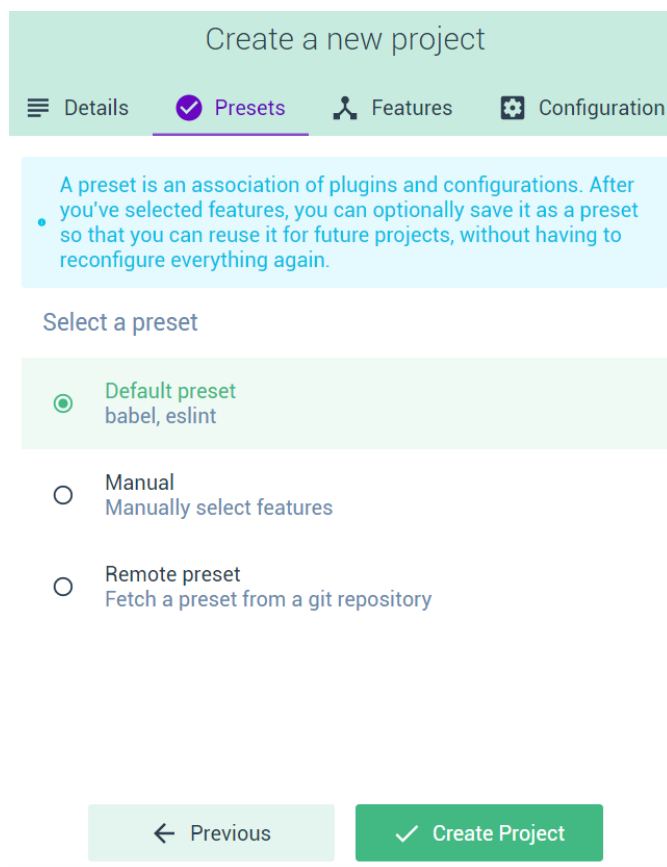 Create a new project
Details
Presets
Features
Configuration
A preset is an association of plugins and configurations. After
you've selected features, you can optionally save it as a preset
so that you can reuse it for future projects, without having to
reconfigure everything again.
Select a preset
Default preset
babel, eslint
Manual
Manually select features
Remote preset
Fetch a preset from a git repository
Previous
Create Project